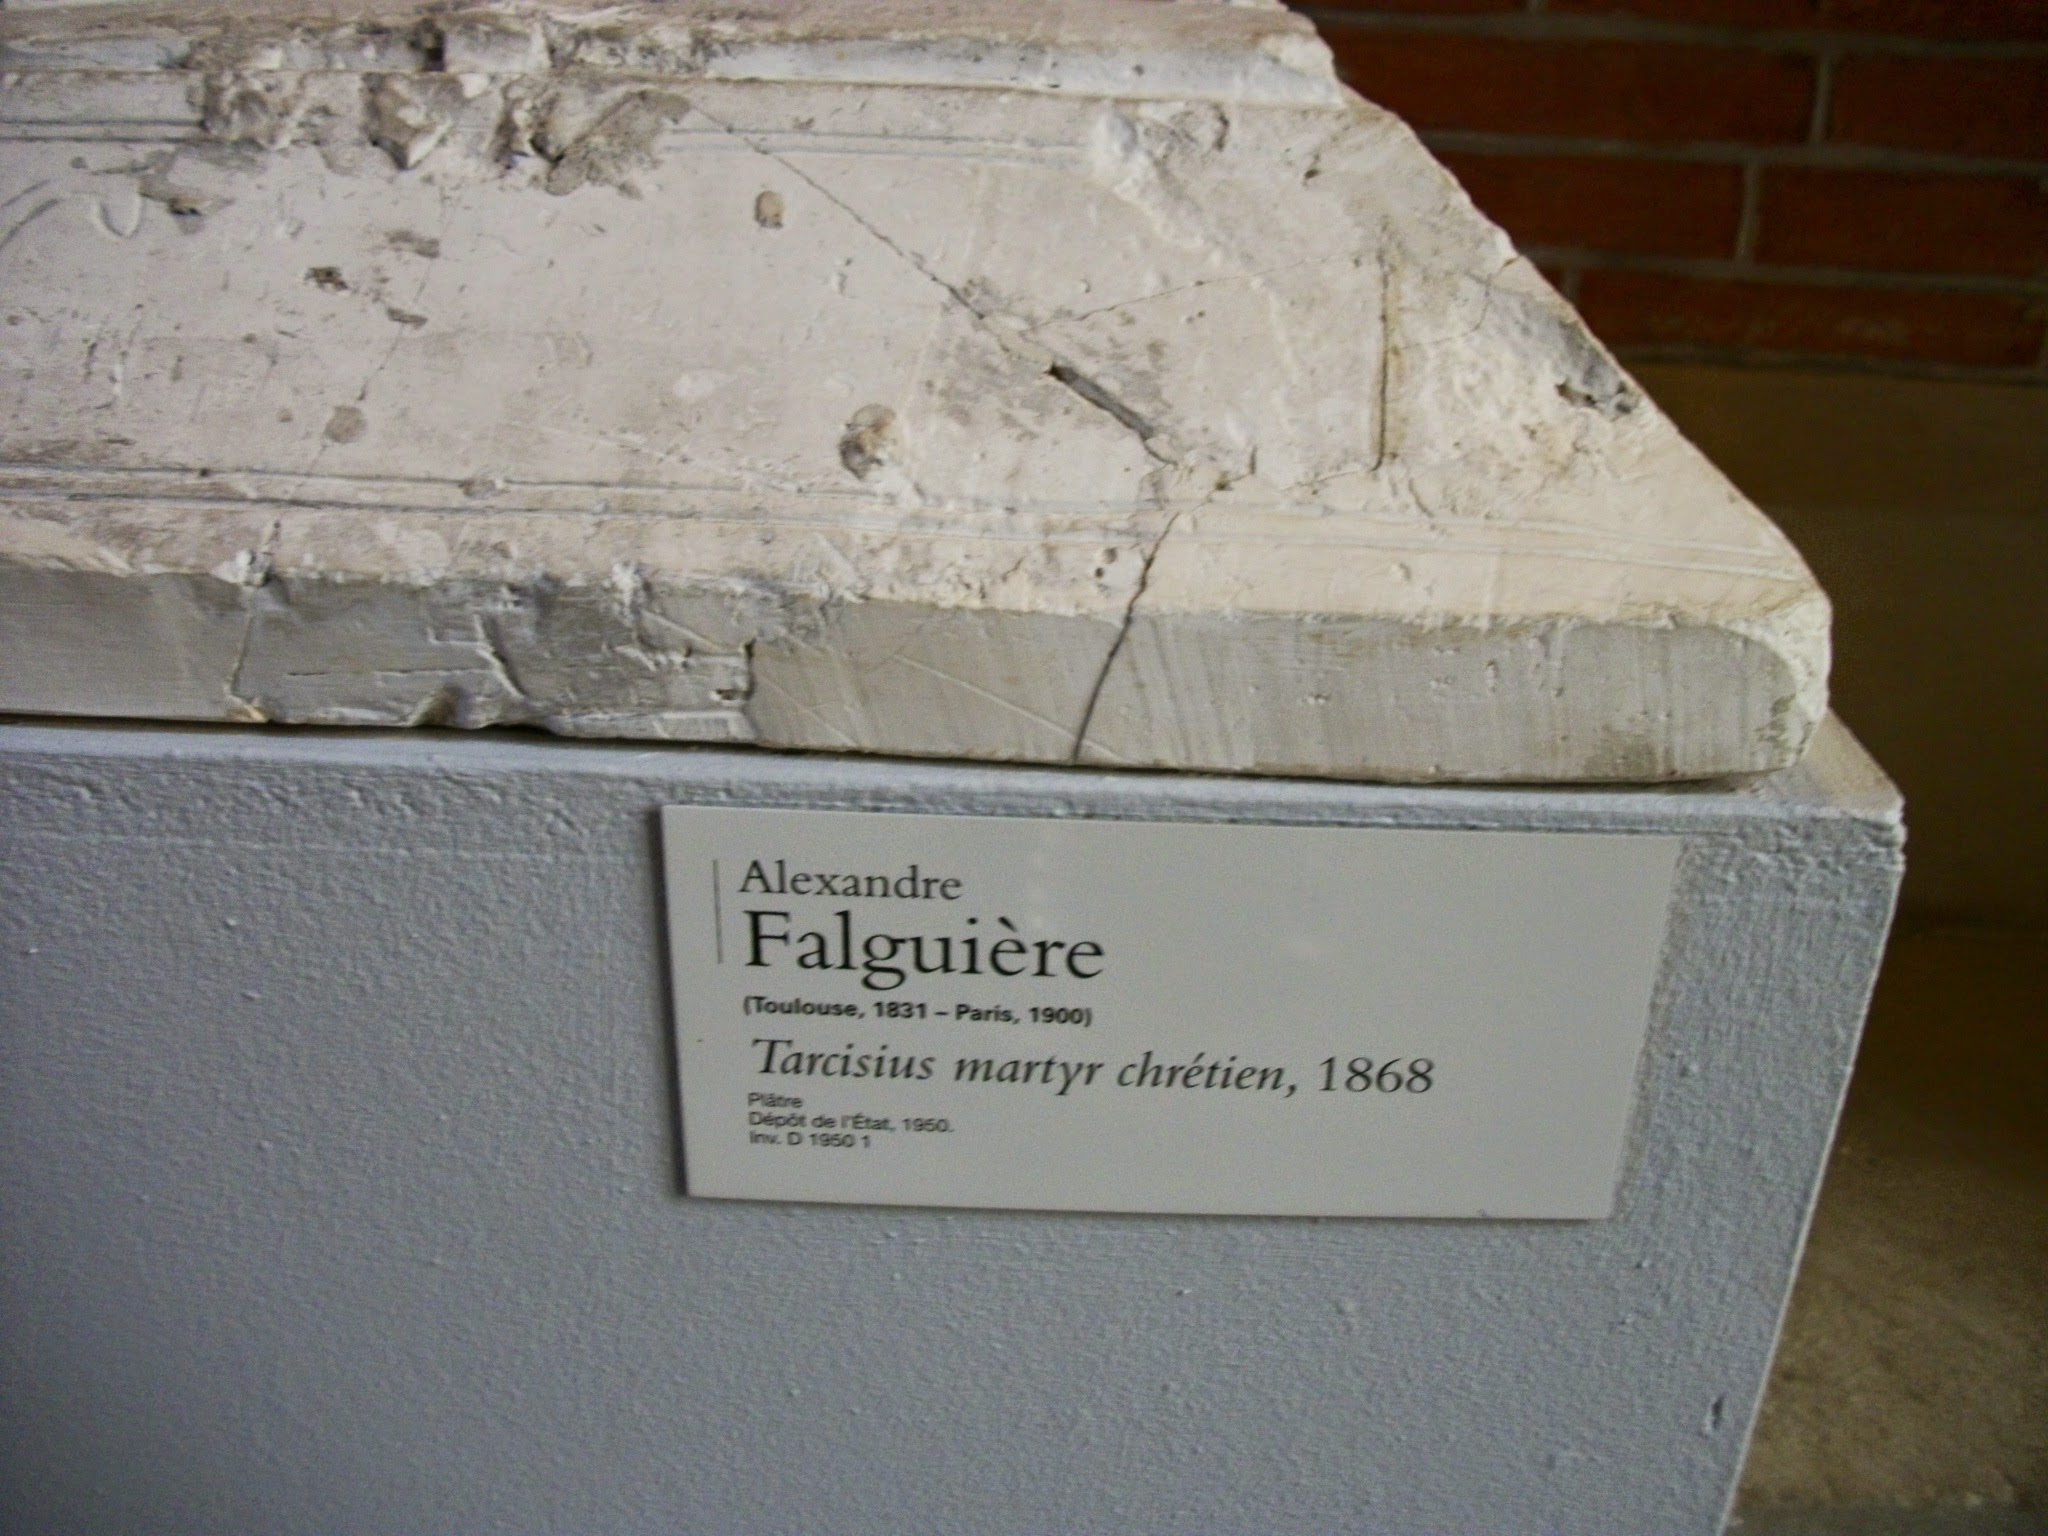 Alexandre
Falguière
(Toulouse, 1831 – Paris, 1900)
Tarcisius martyr chrétien, 1868
Plâtre
Dépôt de l'État, 1950.
Inv. D 1950 1